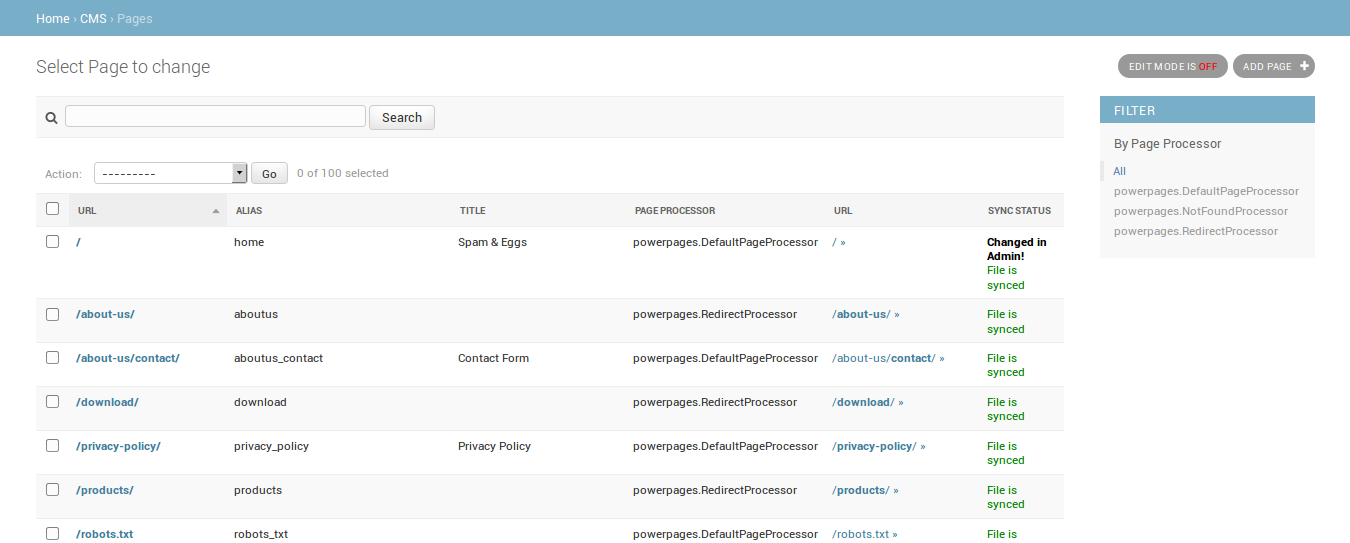 Home › CMS › Pages
Select Page to change
EDIT MODE IS OFF
ADD PAGE +
Search
FILTER
By Page Processor
All
powerpages.DefaultPageProcessor
powerpages.NotFoundProcessor
powerpages.RedirectProcessor
Action: --------- Go 0 of 100 selected
URL ALIAS TITLE PAGE PROCESSOR URL SYNC STATUS
/ home Spam & Eggs powerpages.DefaultPageProcessor / » Changed in
Admin!
File is
synced
/about-us/ aboutus powerpages.RedirectProcessor /about-us/ » File is
synced
/about-us/contact/ aboutus_contact Contact Form powerpages.DefaultPageProcessor /about-us/contact/ » File is
synced
/download/ download powerpages.RedirectProcessor /download/ » File is
synced
/privacy-policy/ privacy_policy Privacy Policy powerpages.DefaultPageProcessor /privacy-policy/ » File is
synced
/products/ products powerpages.RedirectProcessor /products/ » File is
synced
/robots.txt robots_txt powerpages.DefaultPageProcessor /robots.txt » File is